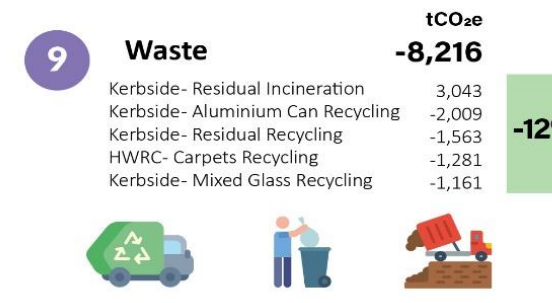 tCO₂e
9 Waste -8,216
Kerbside- Residual Incineration 3,043
Kerbside- Aluminium Can Recycling -2,009
Kerbside- Residual Recycling -1,563
HWRC- Carpets Recycling -1,281
Kerbside- Mixed Glass Recycling -1,161
-12